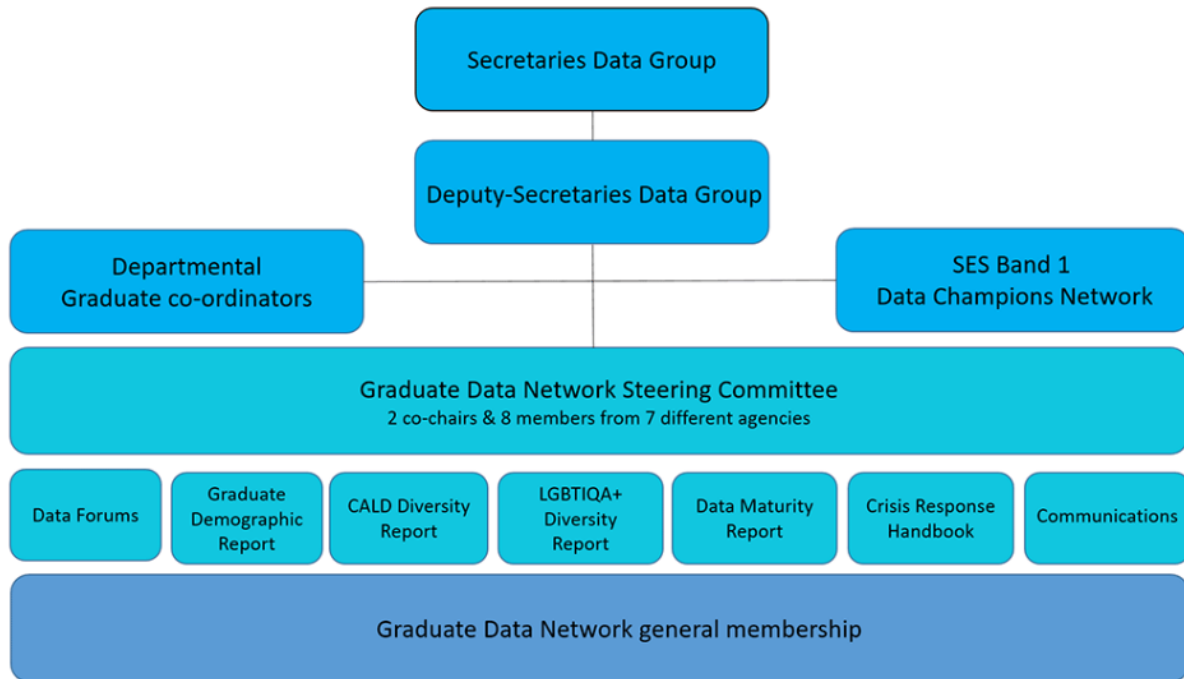 Secretaries Data Group
Deputy-Secretaries Data Group
Departmental
Graduate co-ordinators
SES Band 1
Data Champions Network
Graduate Data Network Steering Committee
2 co-chairs & 8 members from 7 different agencies
Data Forums
Graduate
Demographic
Report
CALD Diversity
Report
LGBTIQA+
Diversity
Report
Data Maturity
Report
Crisis Response
Handbook
Communications
Graduate Data Network general membership